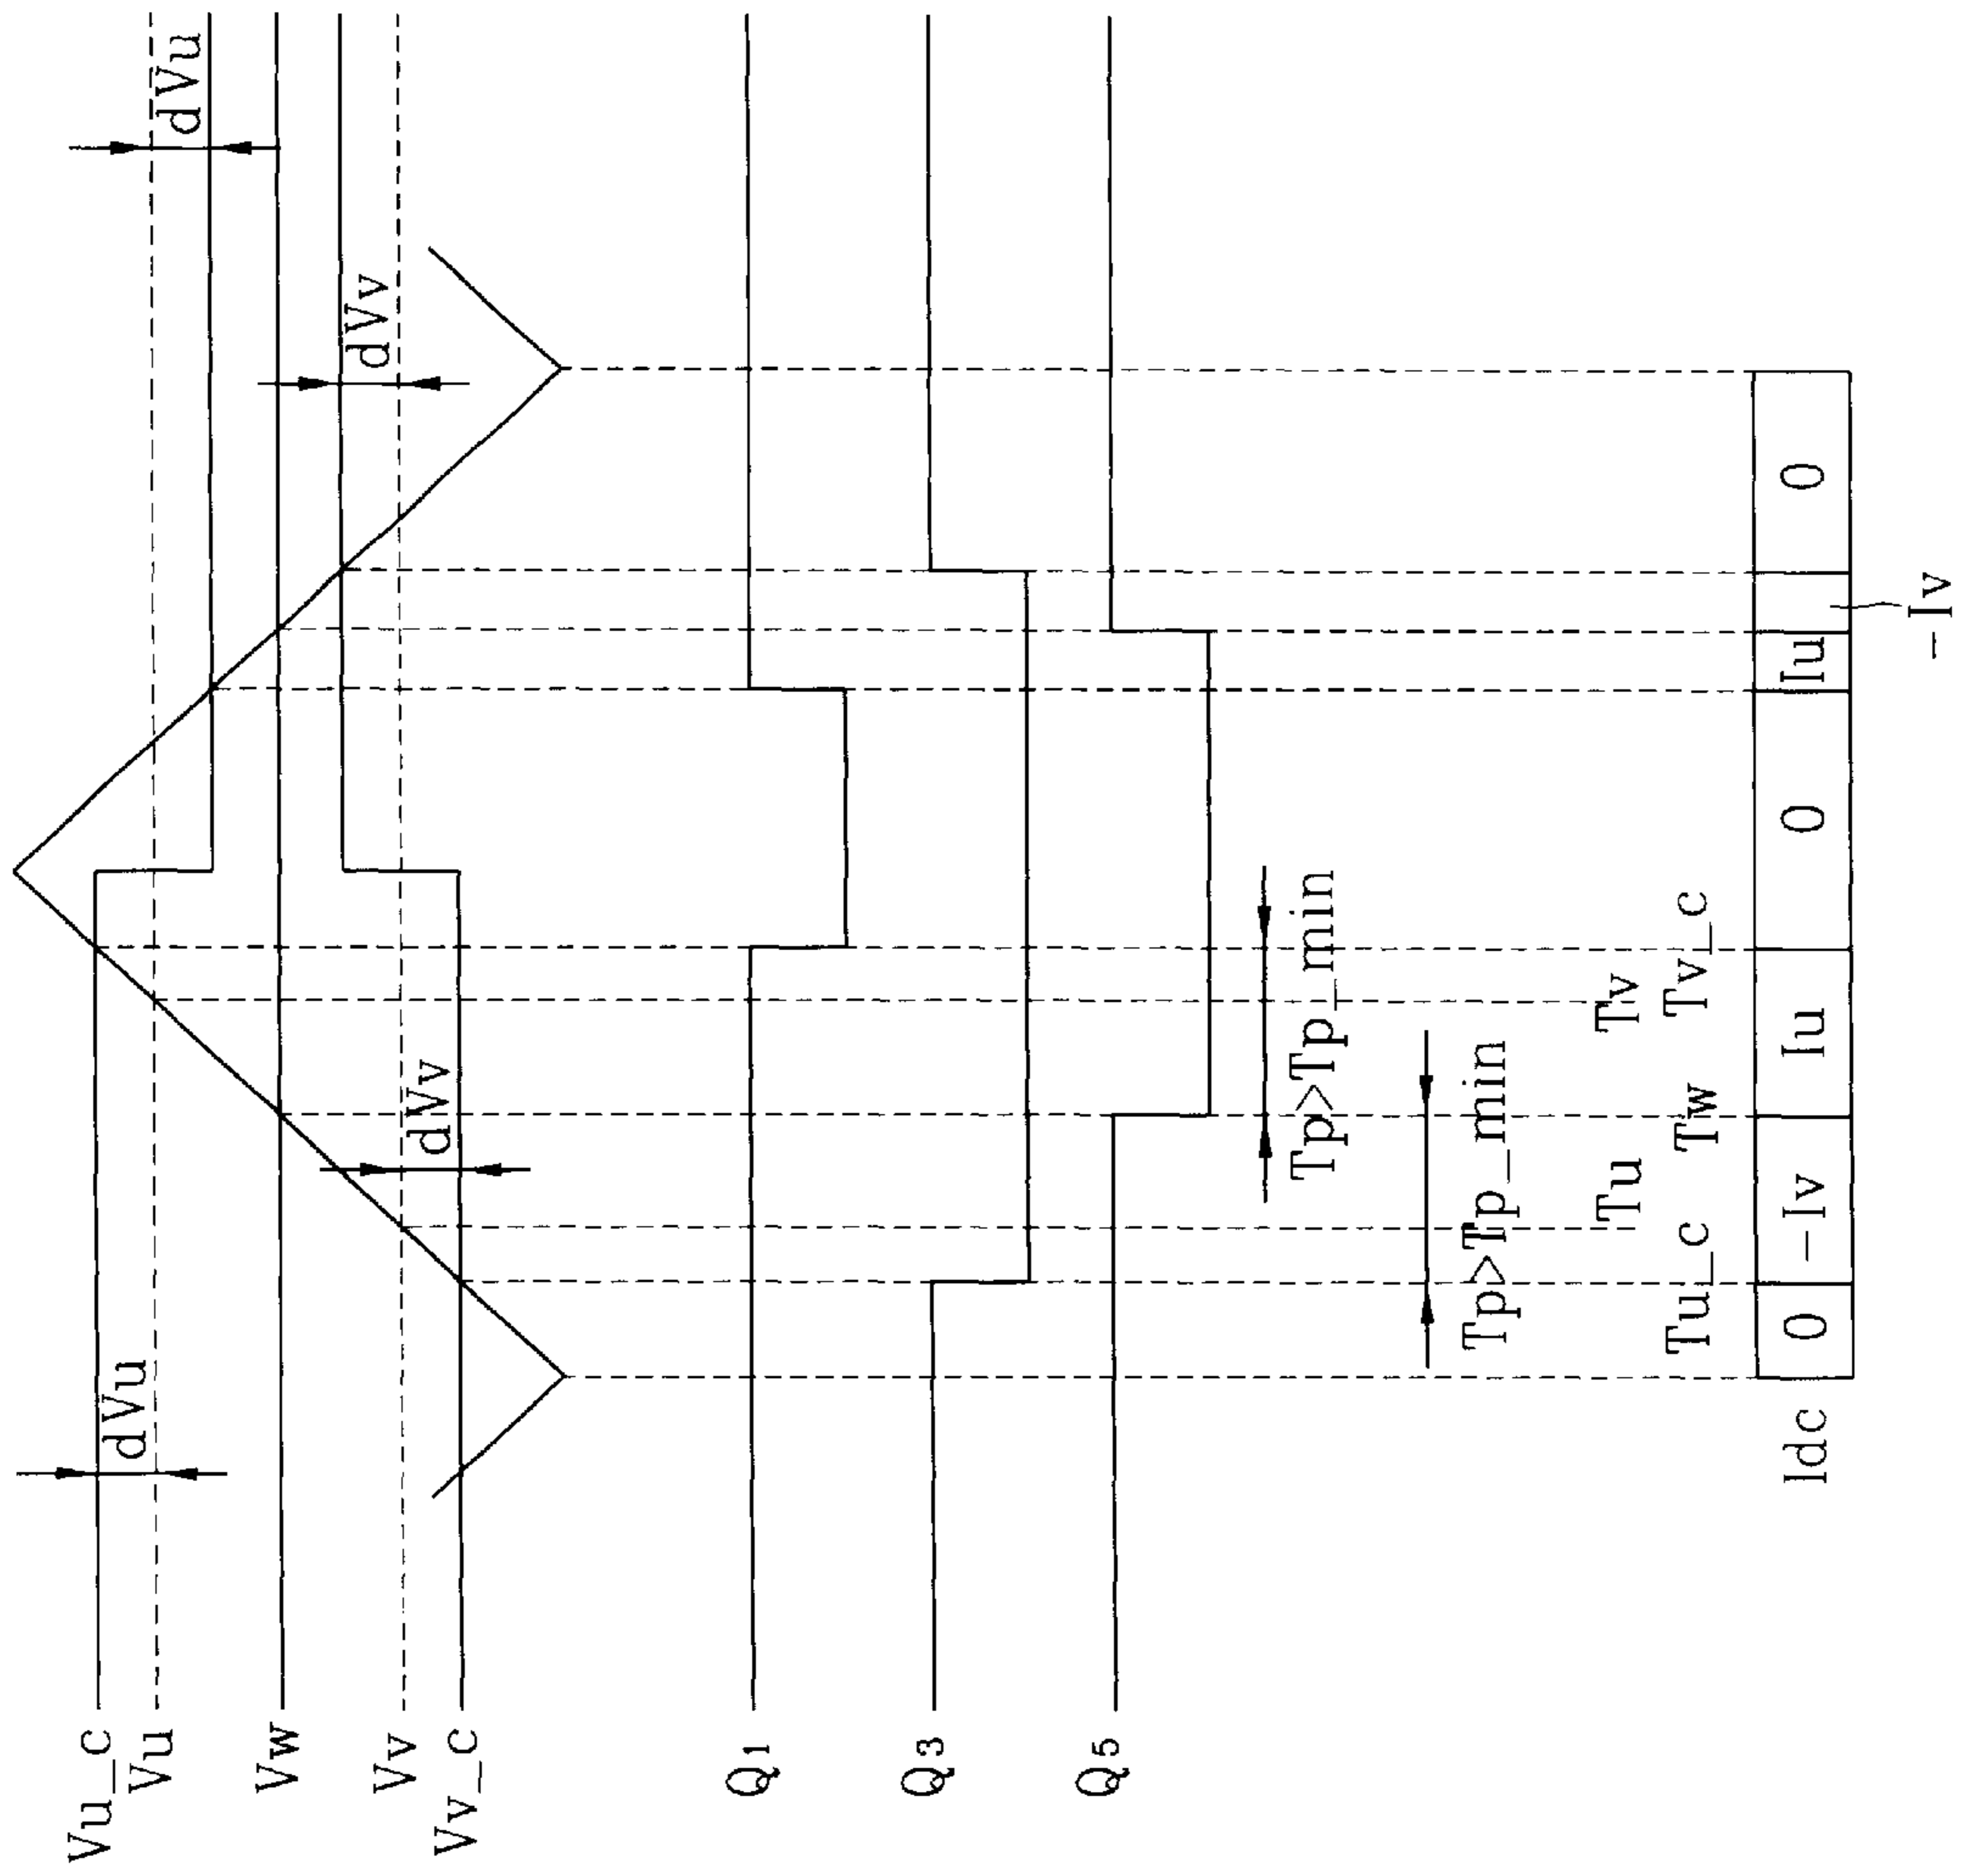 Vu_c
Vu
Vw
Vv
Vv_c
dVu
dVv
dVv
dVu
Q1
Q3
Q5
Tp>Tp_min
Tp>Tp_min
Tu
Tv
Tu_c
Tw
Tv_c
Idc
0
-Iv
Iu
0
Iu
0
-Iv